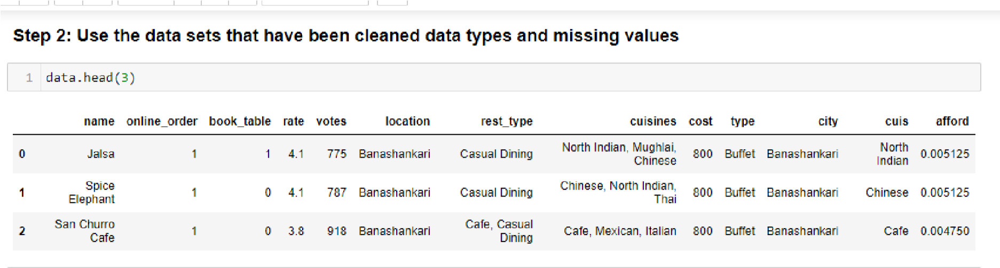 Step 2: Use the data sets that have been cleaned data types and missing values
1 data.head(3)
name online_order book_table rate votes location rest_type cuisines cost type city cuis afford
0 Jalsa 1 1 4.1 775 Banashankari Casual Dining North Indian, Mughlai, Chinese 800 Buffet Banashankari North Indian 0.005125
1 Spice Elephant 1 0 4.1 787 Banashankari Casual Dining Chinese, North Indian, Thai 800 Buffet Banashankari Chinese 0.005125
2 San Churro Cafe 1 0 3.8 918 Banashankari Cafe, Casual Dining Cafe, Mexican, Italian 800 Buffet Banashankari Cafe 0.004750